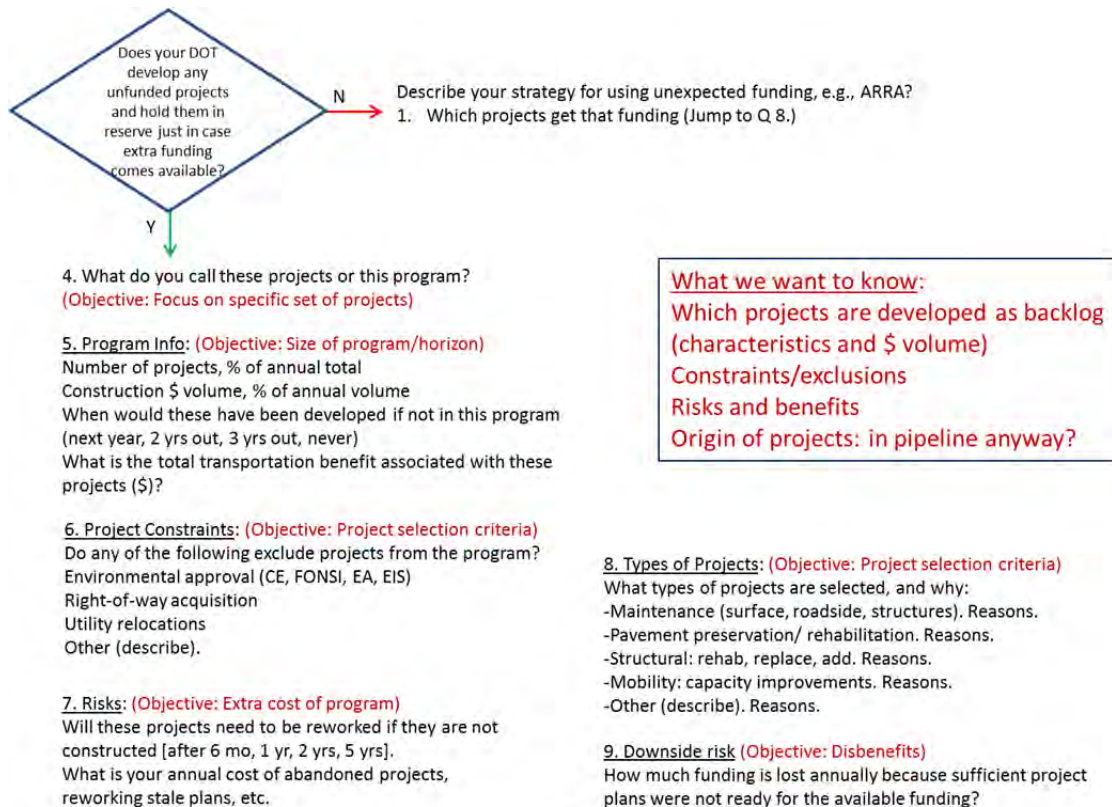 Does your DOT
develop any
unfunded projects
and hold them in
reserve just in case
extra funding
comes available?
N
Describe your strategy for using unexpected funding, e.g., ARRA?
1. Which projects get that funding (Jump to Q 8.)
Y
4. What do you call these projects or this program?
(Objective: Focus on specific set of projects)
5. Program Info: (Objective: Size of program/horizon)
Number of projects, % of annual total
Construction $ volume, % of annual volume
When would these have been developed if not in this program
(next year, 2 yrs out, 3 yrs out, never)
What is the total transportation benefit associated with these
projects ($)?
6. Project Constraints: (Objective: Project selection criteria)
Do any of the following exclude projects from the program?
Environmental approval (CE, FONSI, EA, EIS)
Right-of-way acquisition
Utility relocations
Other (describe).
7. Risks: (Objective: Extra cost of program)
Will these projects need to be reworked if they are not
constructed [after 6 mo, 1 yr, 2 yrs, 5 yrs].
What is your annual cost of abandoned projects,
reworking stale plans, etc.
What we want to know:
Which projects are developed as backlog
(characteristics and $ volume)
Constraints/exclusions
Risks and benefits
Origin of projects: in pipeline anyway?
8. Types of Projects: (Objective: Project selection criteria)
What types of projects are selected, and why:
-Maintenance (surface, roadside, structures). Reasons.
-Pavement preservation/ rehabilitation. Reasons.
-Structural: rehab, replace, add. Reasons.
-Mobility: capacity improvements. Reasons.
-Other (describe). Reasons.
9. Downside risk (Objective: Disbenefits)
How much funding is lost annually because sufficient project
plans were not ready for the available funding?